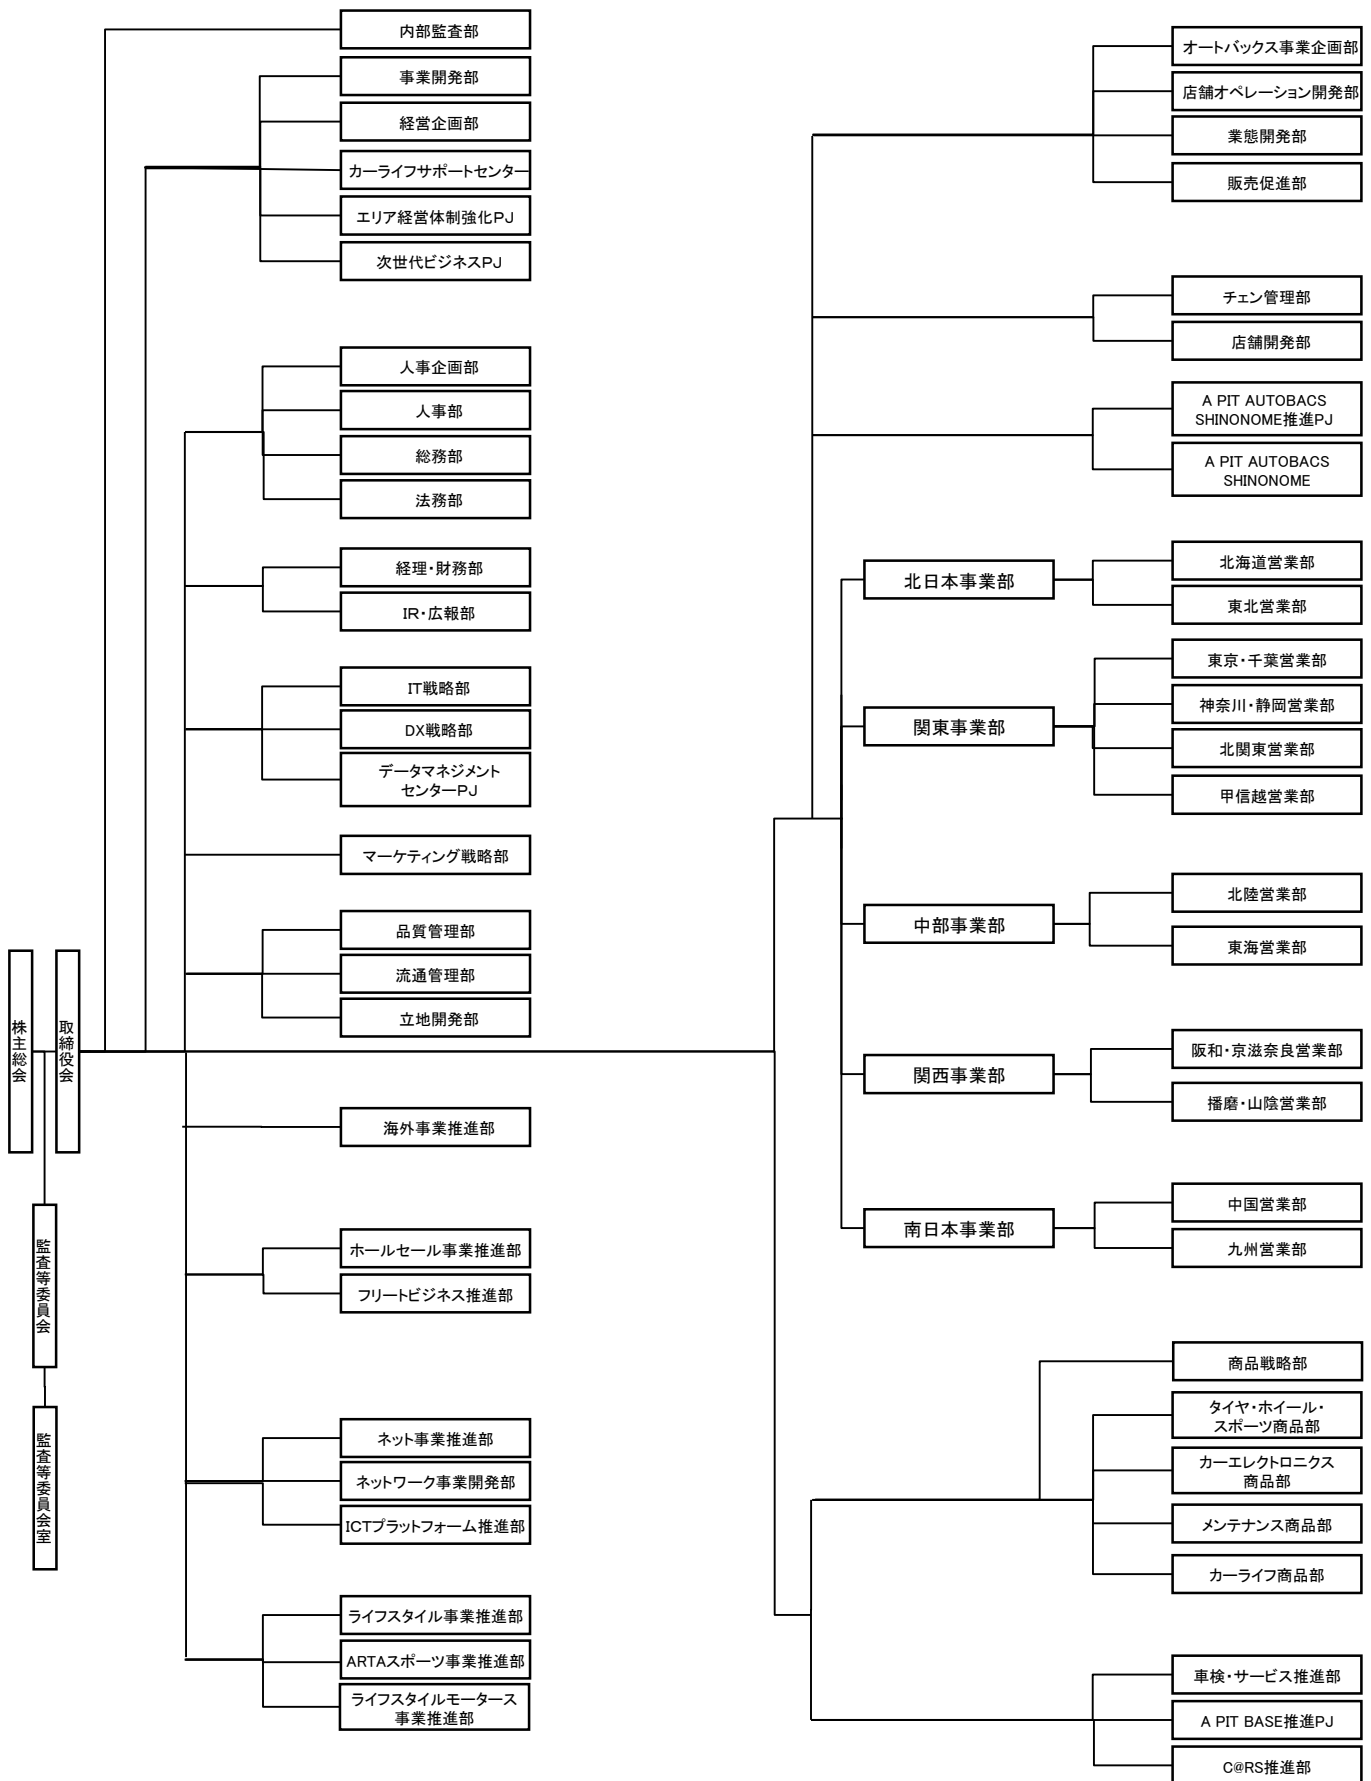 株主総会
取締役会
監査等委員会
監査等委員会室
内部監査部
事業開発部
経営企画部
カーライフサポートセンター
エリア経営体制強化PJ
次世代ビジネスPJ
人事企画部
人事部
総務部
法務部
経理・財務部
IR・広報部
IT戦略部
DX戦略部
データマネジメント
センターPJ
マーケティング戦略部
品質管理部
流通管理部
立地開発部
海外事業推進部
ホールセール事業推進部
フリートビジネス推進部
ネット事業推進部
ネットワーク事業開発部
ICTプラットフォーム推進部
ライフスタイル事業推進部
ARTAスポーツ事業推進部
ライフスタイルモータース
事業推進部
オートバックス事業企画部
店舗オペレーション開発部
業態開発部
販売促進部
チェン管理部
店舗開発部
A PIT AUTOBACS
SHINONOME推進PJ
A PIT AUTOBACS
SHINONOME
北日本事業部
北海道営業部
東北営業部
関東事業部
東京・千葉営業部
神奈川・静岡営業部
北関東営業部
甲信越営業部
中部事業部
北陸営業部
東海営業部
関西事業部
阪和・京滋奈良営業部
播磨・山陰営業部
南日本事業部
中国営業部
九州営業部
商品戦略部
タイヤ・ホイール・
スポーツ商品部
カーエレクトロニクス
商品部
メンテナンス商品部
カーライフ商品部
車検・サービス推進部
A PIT BASE推進PJ
C@RS推進部